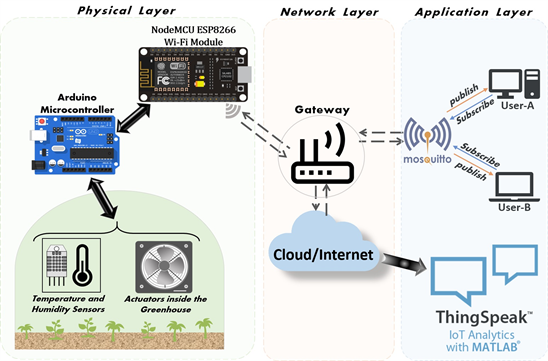 Physical Layer
Network Layer
Application Layer
NodeMCU ESP8266
Wi-Fi Module
Arduino
Microcontroller
Gateway
publish
Subscribe
User-A
mosquitto
Subscribe
publish
User-B
Cloud/Internet
Temperature and
Humidity Sensors
Actuators inside the
Greenhouse
ThingSpeak™
IoT Analytics
with MATLAB®